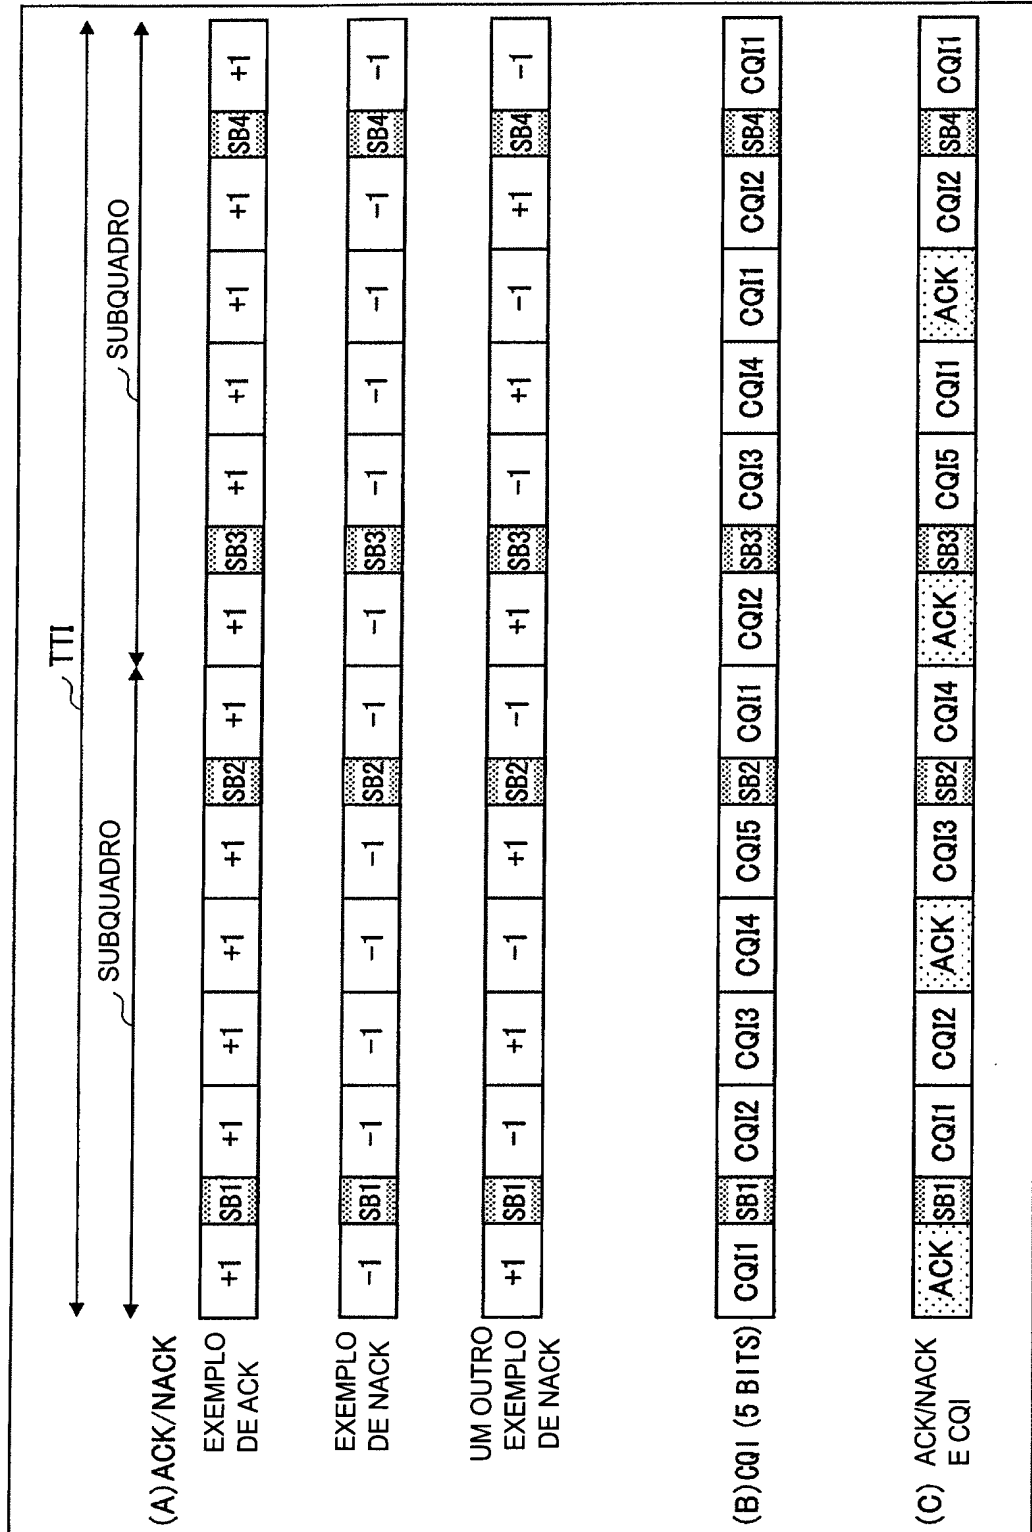 TTI
SUBQUADRO SUBQUADRO
(A)ACK/NACK
EXEMPLO
DE ACK
+1 SB1 +1 +1 +1 +1 SB2 +1 +1 SB3 +1 +1 +1 +1 SB4 +1
EXEMPLO
DE NACK
−1 SB1 −1 −1 −1 −1 SB2 −1 −1 SB3 −1 −1 −1 −1 SB4 −1
UM OUTRO
EXEMPLO
DE NACK
+1 SB1 −1 +1 −1 +1 SB2 −1 +1 SB3 −1 +1 −1 +1 SB4 −1
(B)CQI (5 BITS)
CQI1 SB1 CQI2 CQI3 CQI4 CQI5 SB2 CQI1 CQI2 SB3 CQI3 CQI4 CQI1 CQI2 SB4 CQI1
(C) ACK/NACK
E CQI
ACK SB1 CQI1 CQI2 ACK CQI3 SB2 CQI4 ACK SB3 CQI5 CQI1 ACK CQI2 SB4 CQI1